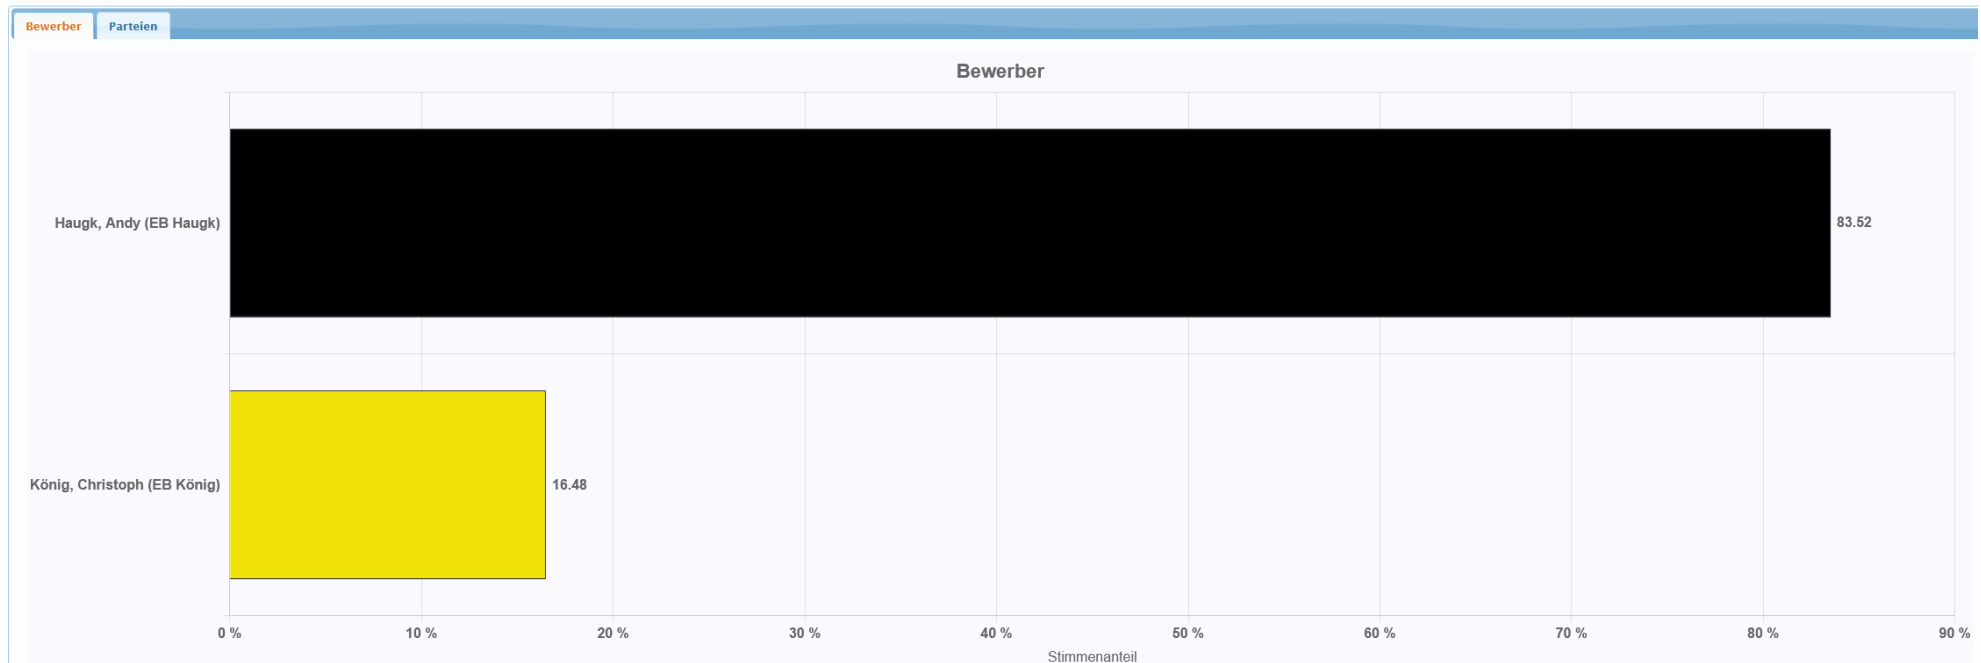 Bewerber Parteien
Bewerber
Haugk, Andy (EB Haugk) 83.52
König, Christoph (EB König) 16.48
0 % 10 % 20 % 30 % 40 % 50 % 60 % 70 % 80 % 90 %
Stimmenanteil